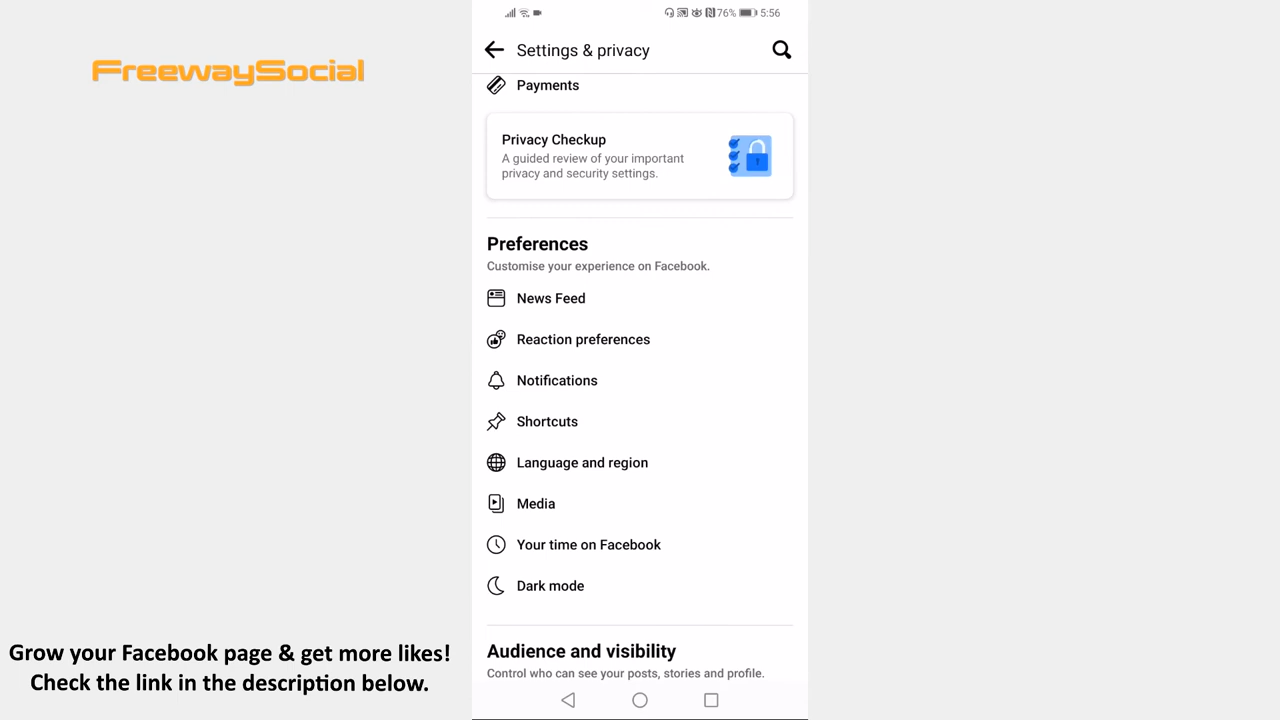 76% 5:56
Settings & privacy
FreewaySocial
Payments
Privacy Checkup
A guided review of your important
privacy and security settings.
Preferences
Customise your experience on Facebook.
News Feed
Reaction preferences
Notifications
Shortcuts
Language and region
Media
Your time on Facebook
Dark mode
Audience and visibility
Control who can see your posts, stories and profile.
Grow your Facebook page & get more likes!
Check the link in the description below.